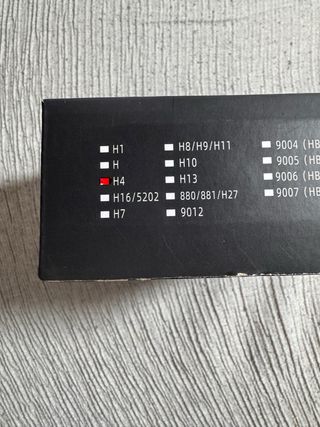 H1
H
H4
H16/5202
H7
H8/H9/H11
H10
H13
880/881/H27
9012
9004 (HB
9005 (HB
9006 (HB
9007 (HB